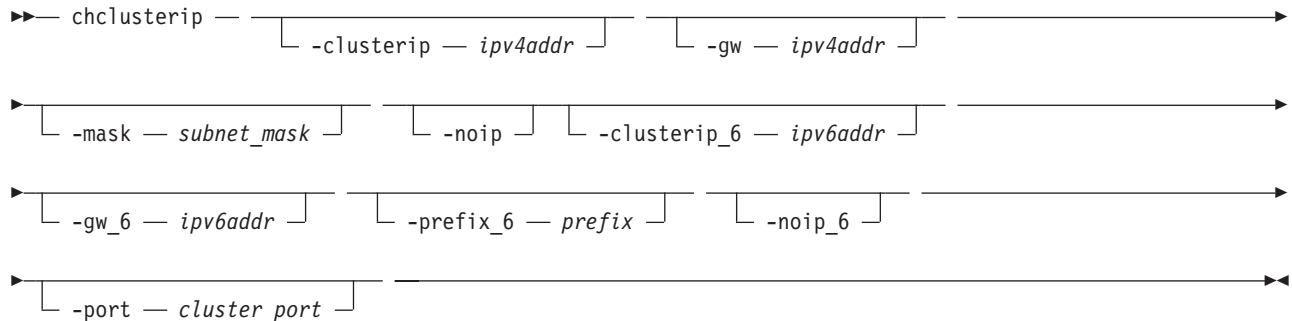 chclusterip
-clusterip — ipv4addr -gw — ipv4addr
-mask — subnet_mask -noip -clusterip_6 — ipv6addr
-gw_6 — ipv6addr -prefix_6 — prefix -noip_6
-port — cluster port